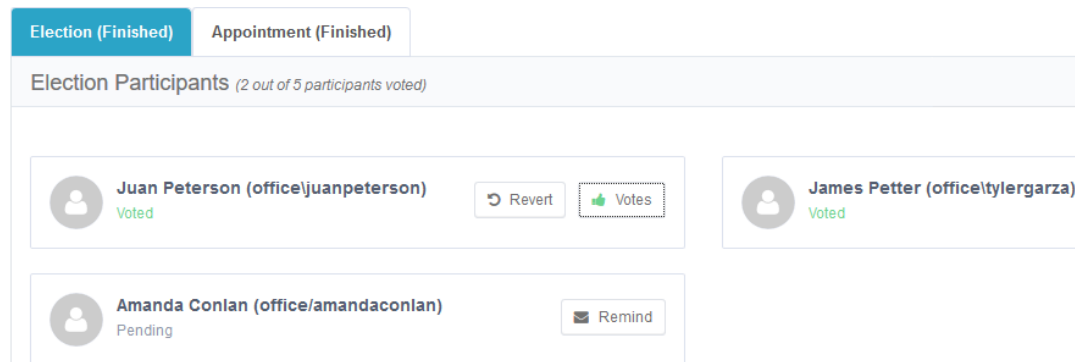 Election (Finished) Appointment (Finished)
Election Participants (2 out of 5 participants voted)
Juan Peterson (office\juanpeterson)
Voted
Revert Votes
James Petter (office\tylergarza)
Voted
Amanda Conlan (office/amandaconlan)
Pending
Remind